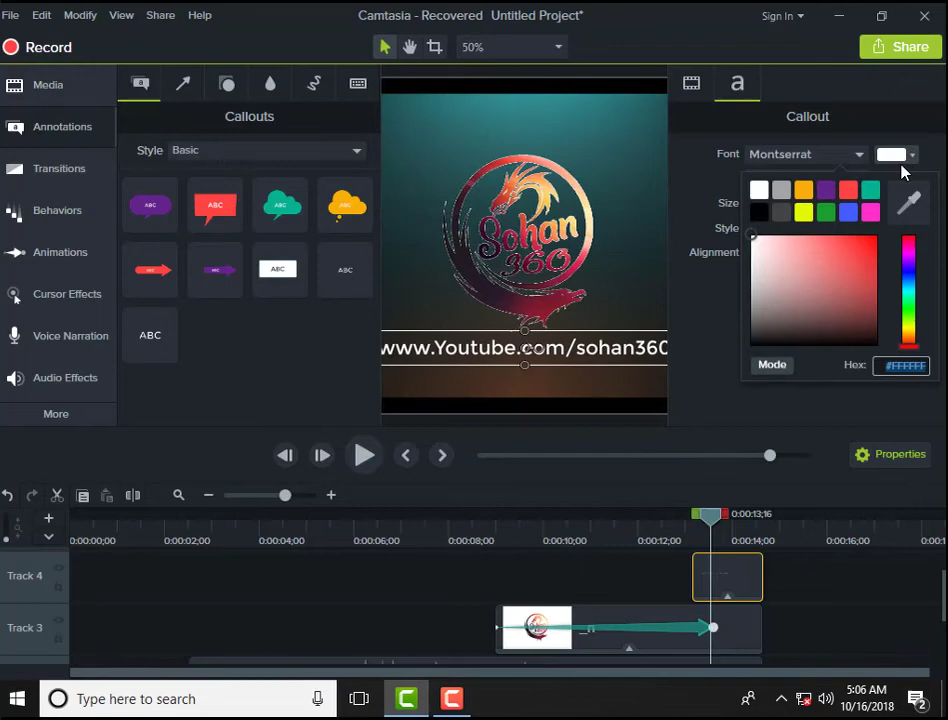 File Edit Modify View Share Help Camtasia - Recovered Untitled Project* Sign In
Record 50% Share
Media
Annotations
Transitions
Behaviors
Animations
Cursor Effects
Voice Narration
Audio Effects
More
Callouts
Style Basic
ABC ABC ABC ABC
ABC ABC ABC ABC
ABC
Sohan
360
www.Youtube.com/sohan360
a
Callout
Font Montserrat
Size
Style
Alignment
Mode Hex: #FFFFFF
Properties
0:00:13;16
0:00:00;00 0:00:02;00 0:00:04;00 0:00:06;00 0:00:08;00 0:00:10;00 0:00:12;00 0:00:14;00 0:00:16;00
Track 4
Track 3 _n
Type here to search
5:06 AM
10/16/2018
2